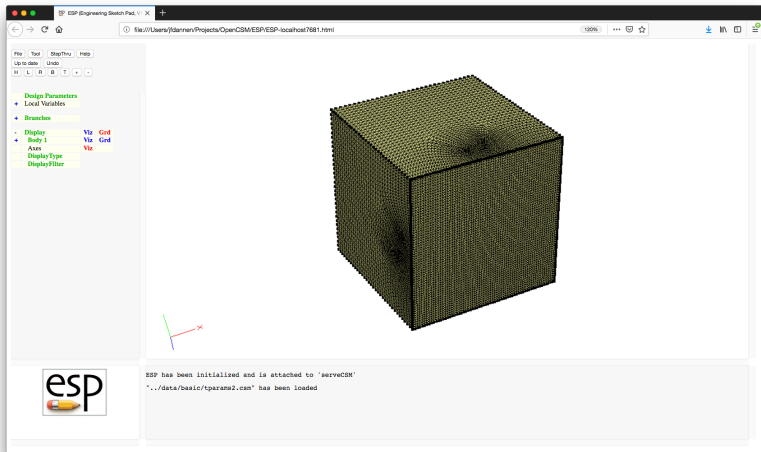 ESP (Engineering Sketch Pad, V
file:///Users/jfdannen/Projects/OpenCSM/ESP/ESP-localhost7681.html
120%
File Tool StepThru Help
Up to date Undo
H L R B T + -
Design Parameters
+ Local Variables
+ Branches
- Display Viz Grd
+ Body 1 Viz Grd
Axes Viz
DisplayType
DisplayFilter
X
esp
ESP has been initialized and is attached to 'serveCSM'
"../data/basic/tparams2.csm" has been loaded